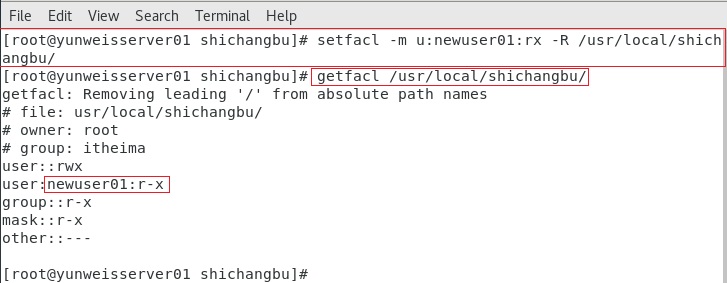 File Edit View Search Terminal Help
[root@yunweisserver01 shichangbu]# setfacl -m u:newuser01:rx -R /usr/local/shich
angbu/
[root@yunweisserver01 shichangbu]# getfacl /usr/local/shichangbu/
getfacl: Removing leading '/' from absolute path names
# file: usr/local/shichangbu/
# owner: root
# group: itheima
user::rwx
user:newuser01:r-x
group::r-x
mask::r-x
other::---
[root@yunweisserver01 shichangbu]#